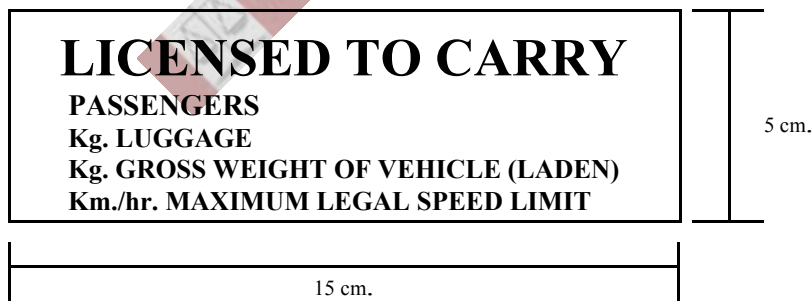 LICENSED TO CARRY
PASSENGERS
Kg. LUGGAGE
Kg. GROSS WEIGHT OF VEHICLE (LADEN)
Km./hr. MAXIMUM LEGAL SPEED LIMIT
5 cm.
15 cm.